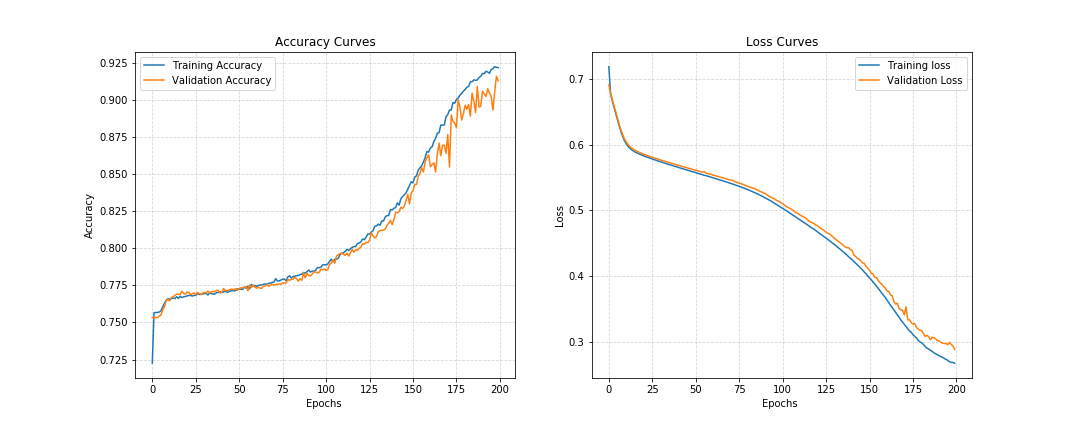 Accuracy Curves
Training Accuracy
Validation Accuracy
0.925
0.900
0.875
0.850
0.825
0.800
0.775
0.750
0.725
Accuracy
0 25 50 75 100 125 150 175 200
Epochs
Loss Curves
Training loss
Validation Loss
0.7
0.6
0.5
0.4
0.3
Loss
0 25 50 75 100 125 150 175 200
Epochs